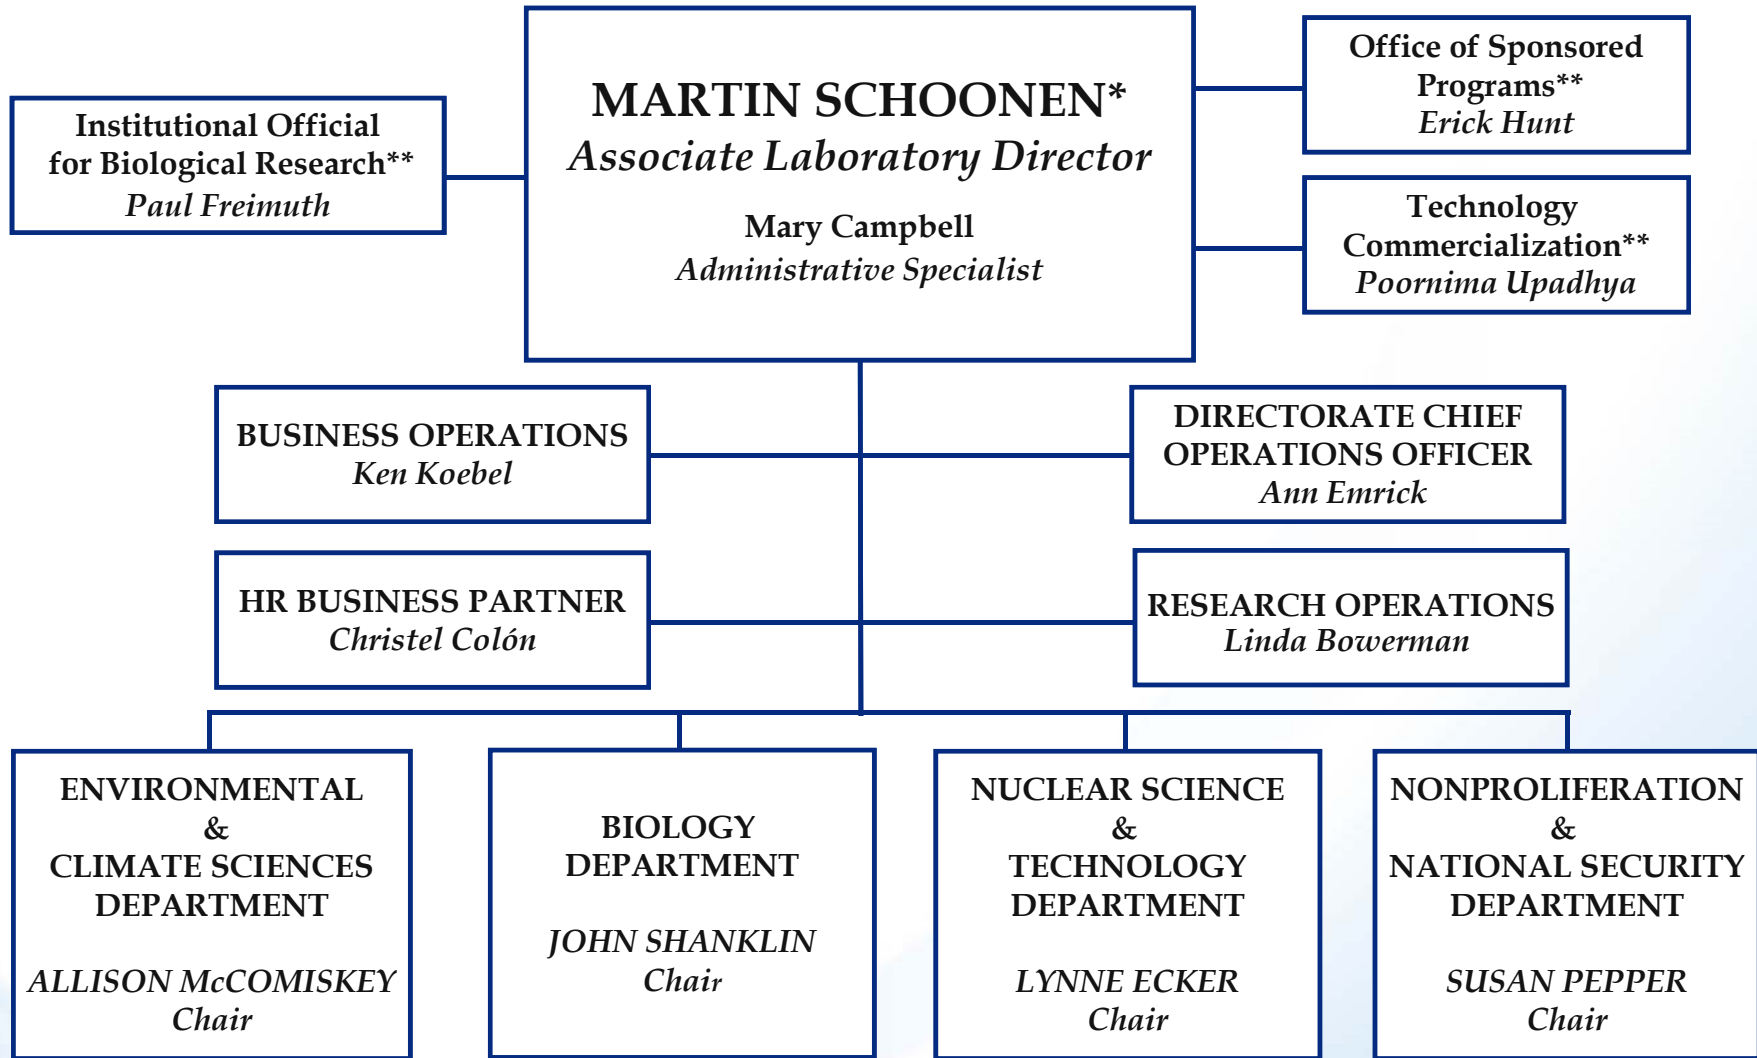 MARTIN SCHOONEN*
Associate Laboratory Director
Mary Campbell
Administrative Specialist
Institutional Official
for Biological Research**
Paul Freimuth
Office of Sponsored
Programs**
Erick Hunt
Technology
Commercialization**
Poornima Upadhya
BUSINESS OPERATIONS
Ken Koebel
DIRECTORATE CHIEF
OPERATIONS OFFICER
Ann Emrick
HR BUSINESS PARTNER
Christel Colón
RESEARCH OPERATIONS
Linda Bowerman
ENVIRONMENTAL
&
CLIMATE SCIENCES
DEPARTMENT
ALLISON McCOMISKEY
Chair
BIOLOGY
DEPARTMENT
JOHN SHANKLIN
Chair
NUCLEAR SCIENCE
&
TECHNOLOGY
DEPARTMENT
LYNNE ECKER
Chair
NONPROLIFERATION
&
NATIONAL SECURITY
DEPARTMENT
SUSAN PEPPER
Chair